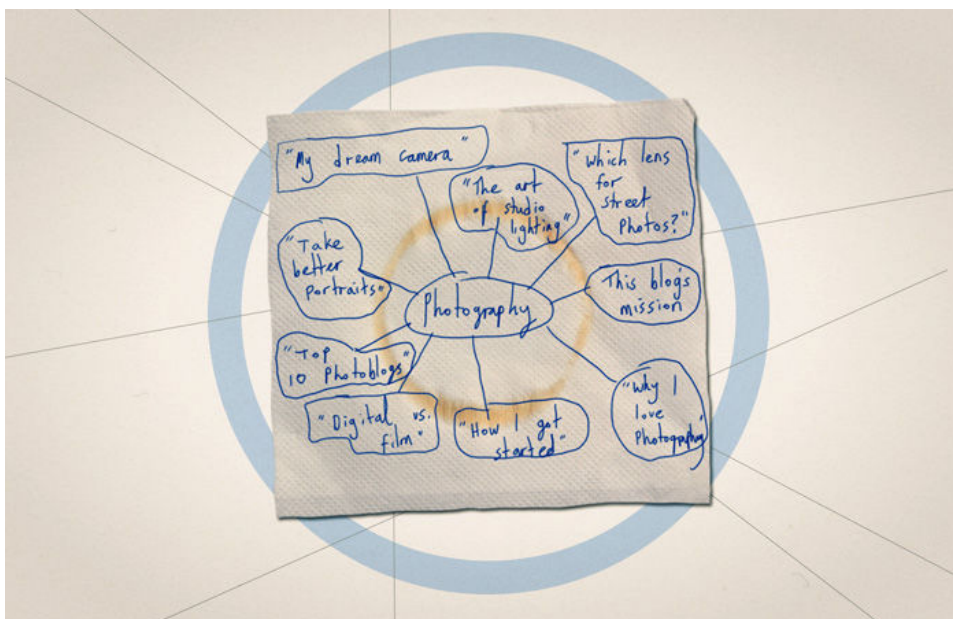 "My dream camera"
"The art
of studio
lighting"
"Which lens
for
street
Photos?"
"Take
better
portraits"
Photography
This blog's
mission
"Top
10 Photoblogs"
"Digital vs.
film"
"How I got
started"
"Why I
love
Photography"